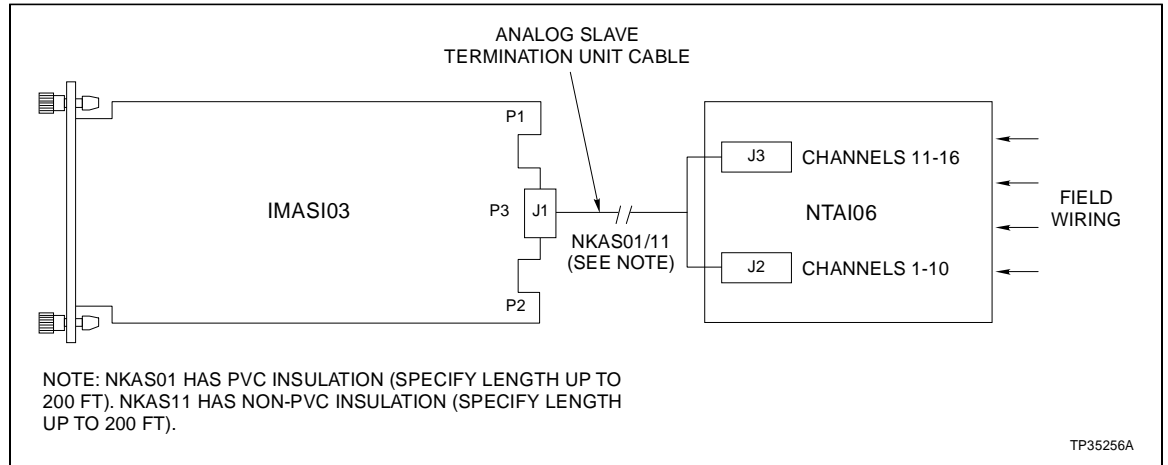 ANALOG SLAVE
TERMINATION UNIT CABLE
P1
J3 CHANNELS 11-16
IMASI03
P3 J1
NKAS01/11
(SEE NOTE)
NTAI06
FIELD
WIRING
J2 CHANNELS 1-10
P2
NOTE: NKAS01 HAS PVC INSULATION (SPECIFY LENGTH UP TO
200 FT). NKAS11 HAS NON-PVC INSULATION (SPECIFY LENGTH
UP TO 200 FT).
TP35256A